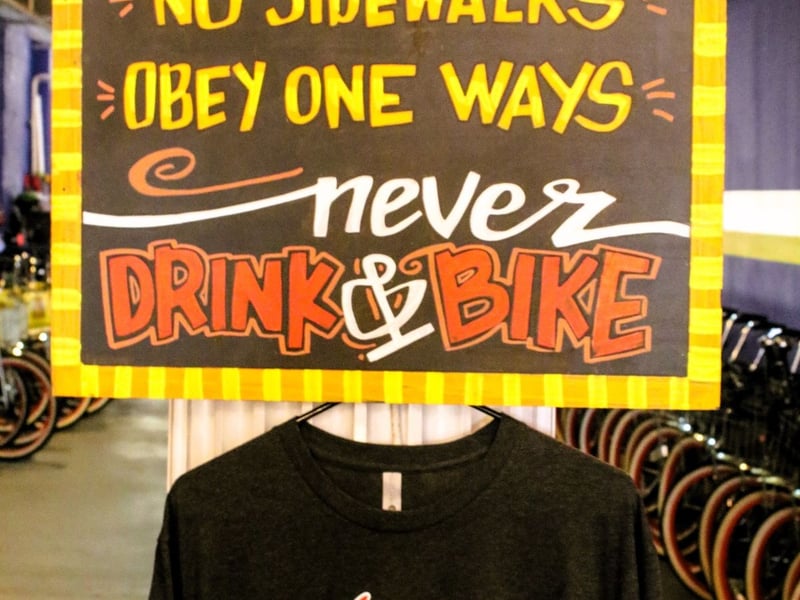 NO SIDEWALKS
OBEY ONE WAYS
never
DRINK & BIKE